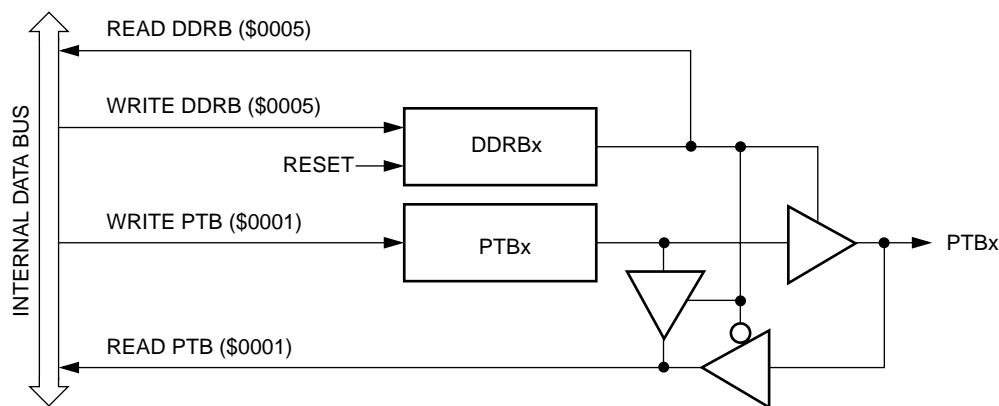 READ DDRB ($0005)
WRITE DDRB ($0005)
DDRBx
RESET
INTERNAL DATA BUS
WRITE PTB ($0001)
PTBx
PTBx
READ PTB ($0001)